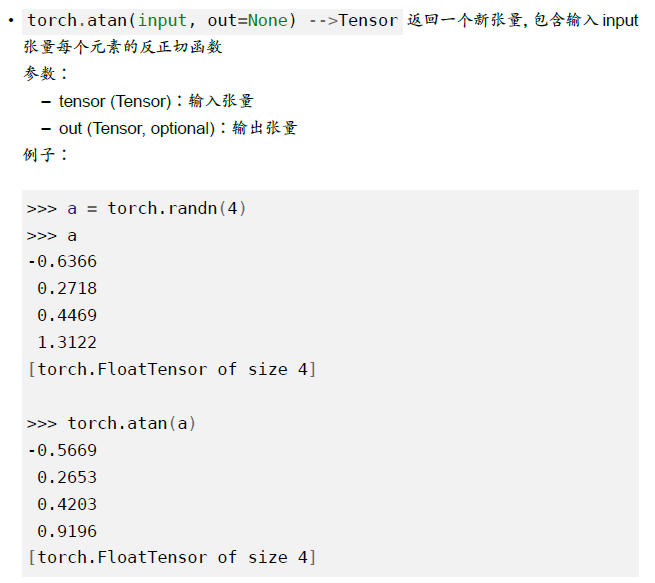 • torch.atan(input, out=None) -->Tensor 返回一个新张量, 包含输入 input
张量每个元素的反正切函数
参数：
– tensor (Tensor)：输入张量
– out (Tensor, optional)：输出张量
例子：
>>> a = torch.randn(4)
>>> a
-0.6366
0.2718
0.4469
1.3122
[torch.FloatTensor of size 4]
>>> torch.atan(a)
-0.5669
0.2653
0.4203
0.9196
[torch.FloatTensor of size 4]